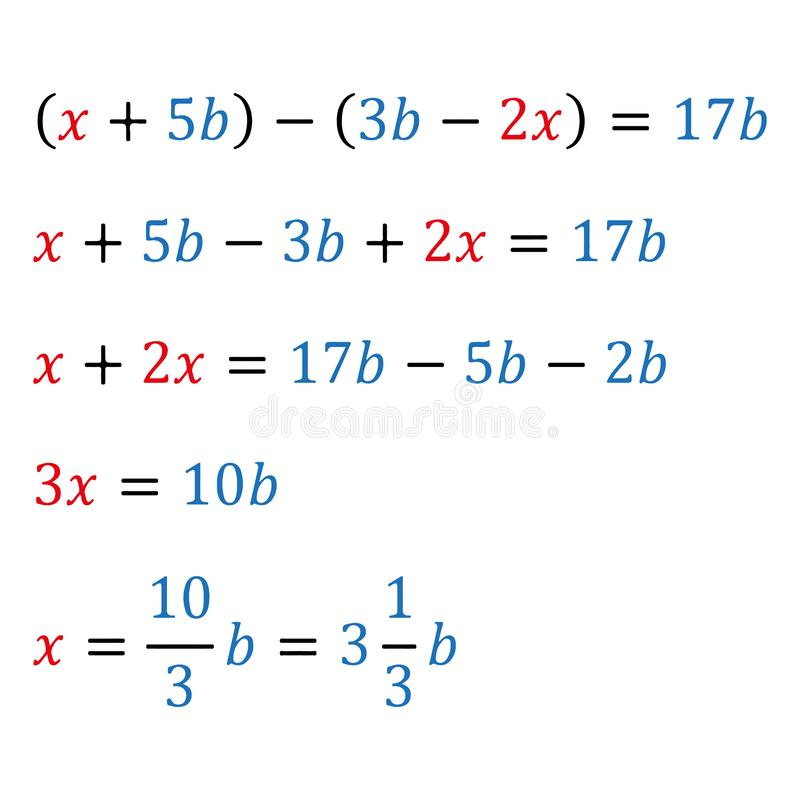 (x + 5b) − (3b − 2x) = 17b
x + 5b − 3b + 2x = 17b
x + 2x = 17b − 5b − 2b
dreamstime
3x = 10b
x = 10/3 b = 3 1/3 b